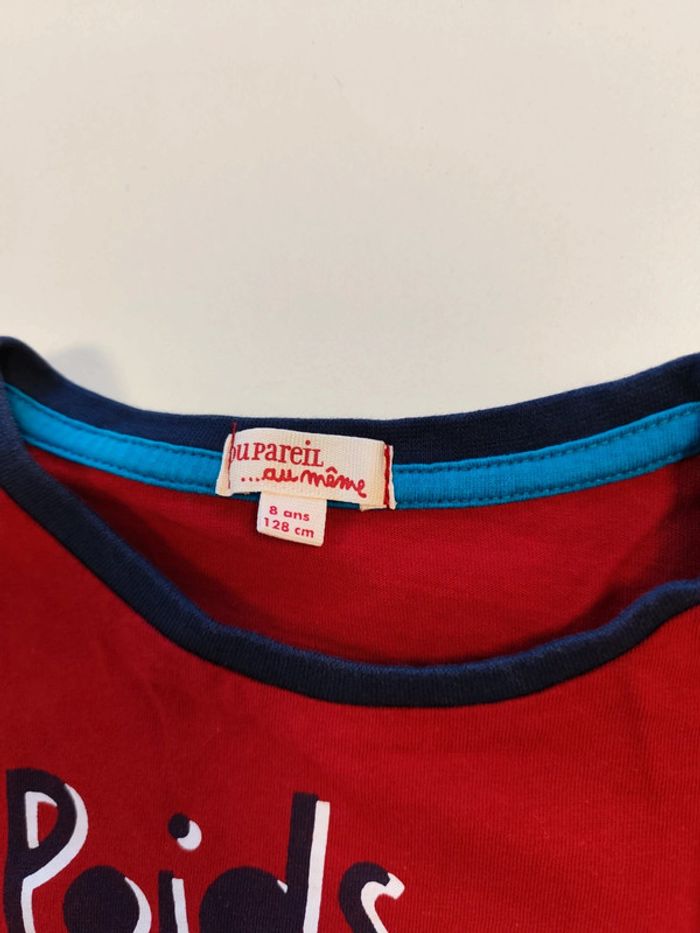 DU PAREIL
...au même
8 ans
128 cm
Poids